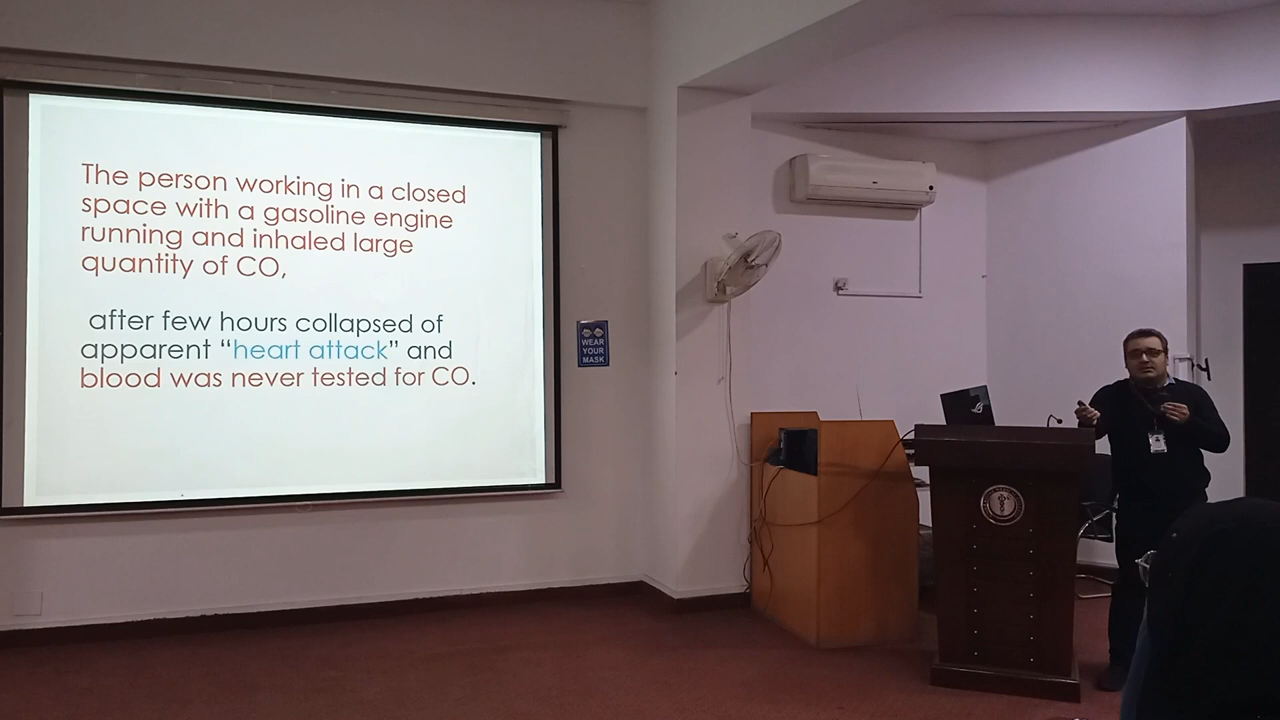 The person working in a closed
space with a gasoline engine
running and inhaled large
quantity of CO,
after few hours collapsed of
apparent “heart attack” and
blood was never tested for CO.
WEAR
YOUR
MASK